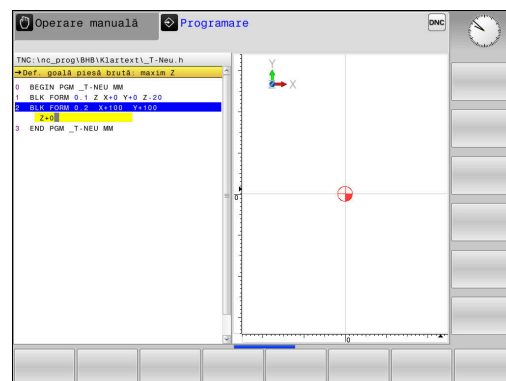 Operare manuală
Programare
DNC
TNC:\nc_prog\BHB\Klartext\_T-Neu.h
→Def. goală piesă brută: maxim Z
0 BEGIN PGM _T-NEU MM
1 BLK FORM 0.1 Z X+0 Y+0 Z-20
2 BLK FORM 0.2 X+100 Y+100
Z+0
3 END PGM _T-NEU MM
Y
X
0
0